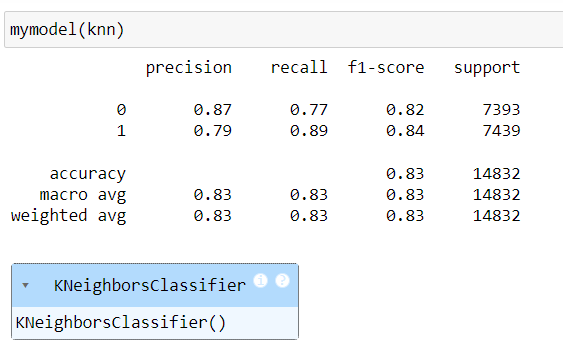 mymodel(knn)
precision recall f1-score support
0 0.87 0.77 0.82 7393
1 0.79 0.89 0.84 7439
accuracy 0.83 14832
macro avg 0.83 0.83 0.83 14832
weighted avg 0.83 0.83 0.83 14832
▾ KNeighborsClassifier i ?
KNeighborsClassifier()